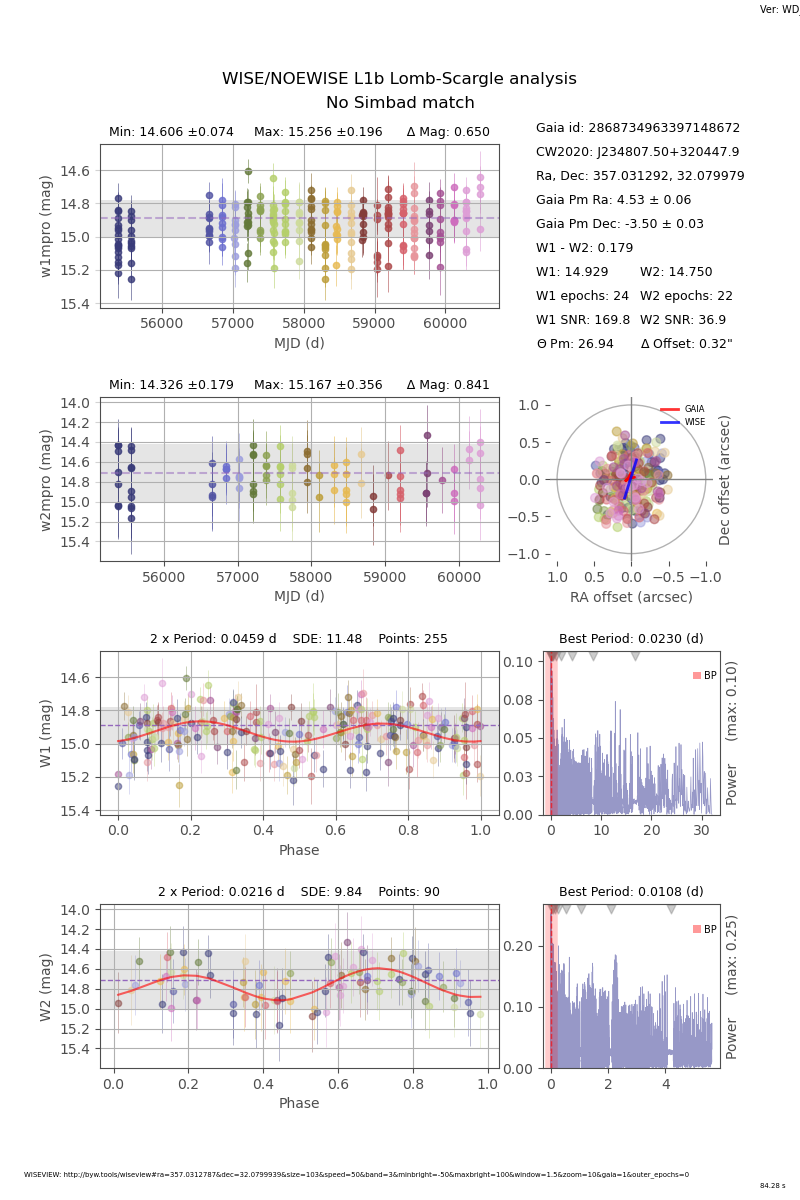 Ver: WD_
WISE/NOEWISE L1b Lomb-Scargle analysis
No Simbad match
Min: 14.606 ±0.074 Max: 15.256 ±0.196 Δ Mag: 0.650
14.6
14.8
15.0
15.2
15.4
w1mpro (mag)
56000 57000 58000 59000 60000
MJD (d)
Gaia id: 2868734963397148672
CW2020: J234807.50+320447.9
Ra, Dec: 357.031292, 32.079979
Gaia Pm Ra: 4.53 ± 0.06
Gaia Pm Dec: -3.50 ± 0.03
W1 - W2: 0.179
W1: 14.929 W2: 14.750
W1 epochs: 24 W2 epochs: 22
W1 SNR: 169.8 W2 SNR: 36.9
Θ Pm: 26.94 Δ Offset: 0.32"
Min: 14.326 ±0.179 Max: 15.167 ±0.356 Δ Mag: 0.841
14.0
14.2
14.4
14.6
14.8
15.0
15.2
15.4
w2mpro (mag)
56000 57000 58000 59000 60000
MJD (d)
1.0
0.5
0.0
−0.5
−1.0
GAIA
WISE
Dec offset (arcsec)
1.0 0.5 0.0 −0.5 −1.0
RA offset (arcsec)
2 x Period: 0.0459 d SDE: 11.48 Points: 255
14.6
14.8
15.0
15.2
15.4
W1 (mag)
0.0 0.2 0.4 0.6 0.8 1.0
Phase
Best Period: 0.0230 (d)
0.10
0.08
0.05
0.03
0.00
BP
Power (max: 0.10)
0 10 20 30
2 x Period: 0.0216 d SDE: 9.84 Points: 90
14.0
14.2
14.4
14.6
14.8
15.0
15.2
15.4
W2 (mag)
0.0 0.2 0.4 0.6 0.8 1.0
Phase
Best Period: 0.0108 (d)
0.20
0.10
0.00
BP
Power (max: 0.25)
0 2 4
WISEVIEW: http://byw.tools/wiseview#ra=357.0312787&dec=32.0799939&size=103&speed=50&band=3&minbright=-50&maxbright=100&window=1.5&zoom=10&gaia=1&outer_epochs=0
84.28 s